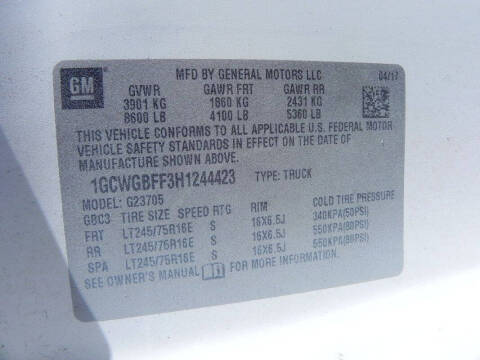 GM
MFD BY GENERAL MOTORS LLC 04/17
GVWR GAWR FRT GAWR RR
3901 KG 1860 KG 2431 KG
8600 LB 4100 LB 5360 LB
THIS VEHICLE CONFORMS TO ALL APPLICABLE U.S. FEDERAL MOTOR
VEHICLE SAFETY STANDARDS IN EFFECT ON THE DATE OF
MANUFACTURE SHOWN ABOVE.
1GCWGBFF3H1244423 TYPE: TRUCK
MODEL: G23705
GBC3 TIRE SIZE SPEED RTG RIM COLD TIRE PRESSURE
FRT LT245/75R16E S 16X6.5J 340KPA(50PSI)
RR LT245/75R16E S 16X6.5J 550KPA(80PSI)
SPA LT245/75R16E S 16X6.5J 550KPA(80PSI)
SEE OWNER'S MANUAL FOR MORE INFORMATION.